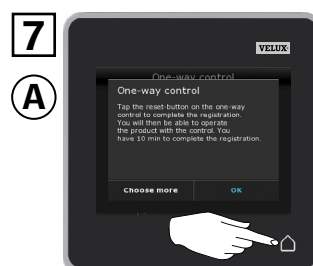 7
A
VELUX
One-way control
One-way control
Tap the reset-button on the one-way
control to complete the registration.
You will then be able to operate
the product with the control. You
have 10 min to complete the registration.
Choose more OK